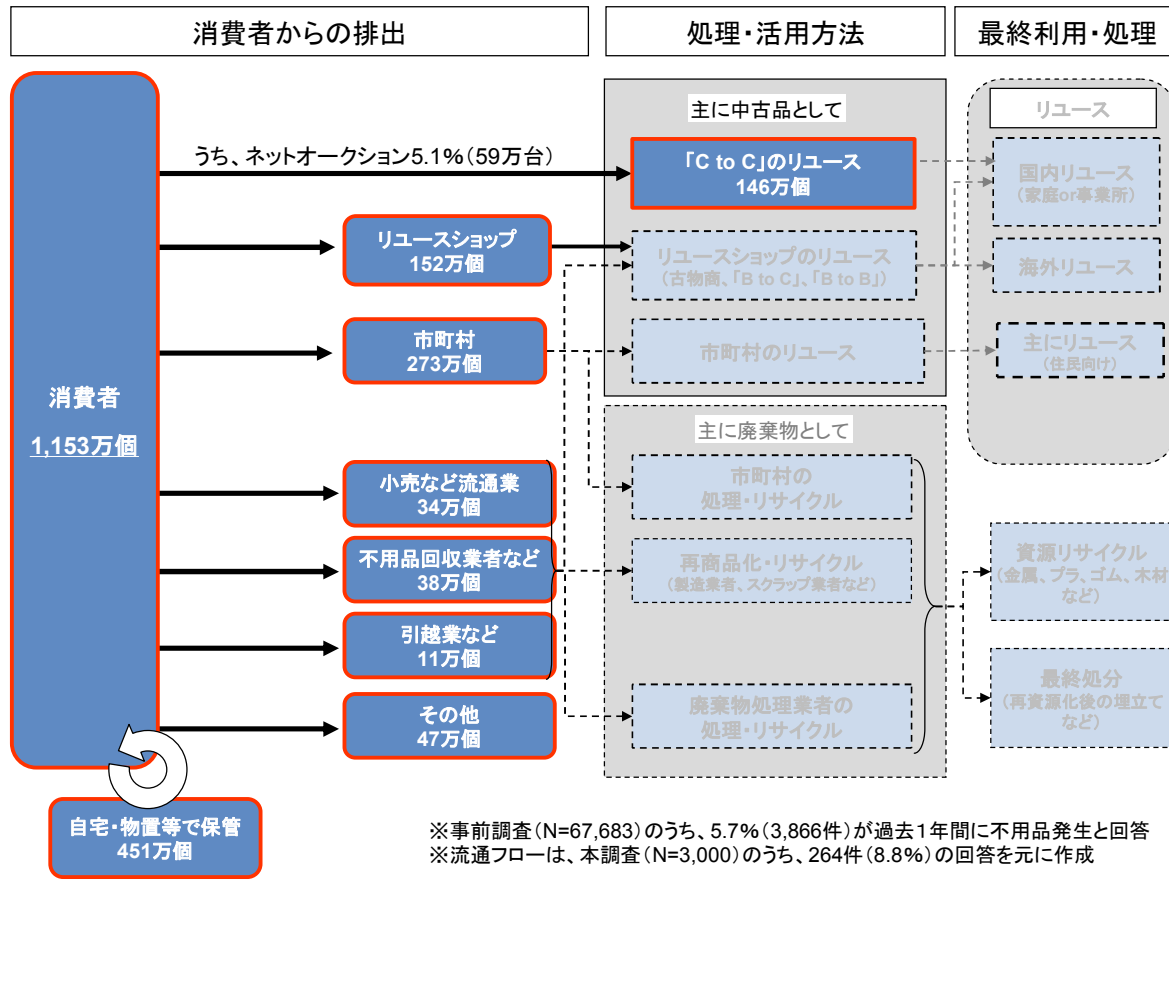 消費者からの排出
処理・活用方法
最終利用・処理
主に中古品として
リユース
うち、ネットオークション5.1%（59万台）
「C to C」のリユース
146万個
国内リユース
（家庭or事業所）
リユースショップ
152万個
リユースショップのリユース
（古物商、「B to C」、「B to B」）
海外リユース
市町村
273万個
市町村のリユース
主にリユース
（住民向け）
消費者
1,153万個
主に廃棄物として
小売など流通業
34万個
市町村の
処理・リサイクル
不用品回収業者など
38万個
再商品化・リサイクル
（製造業者、スクラップ業者など）
資源リサイクル
（金属、プラ、ゴム、木材
など）
引越業など
11万個
その他
47万個
廃棄物処理業者の
処理・リサイクル
最終処分
（再資源化後の埋立て
など）
自宅・物置等で保管
451万個
※事前調査（N=67,683）のうち、5.7%（3,866件）が過去１年間に不用品発生と回答
※流通フローは、本調査（N=3,000）のうち、264件（8.8%）の回答を元に作成